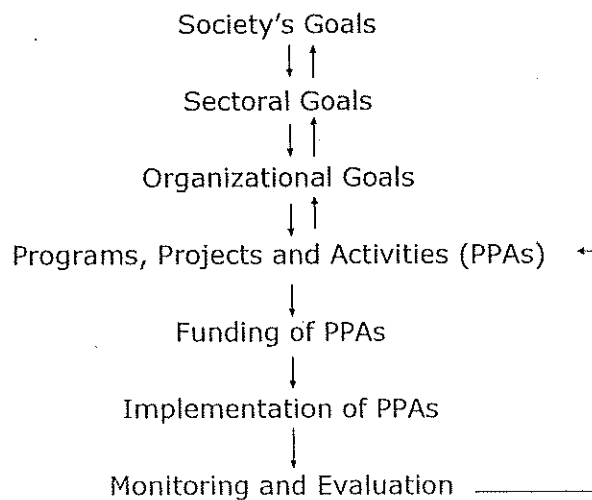 Society's Goals
Sectoral Goals
Organizational Goals
Programs, Projects and Activities (PPAs)
Funding of PPAs
Implementation of PPAs
Monitoring and Evaluation